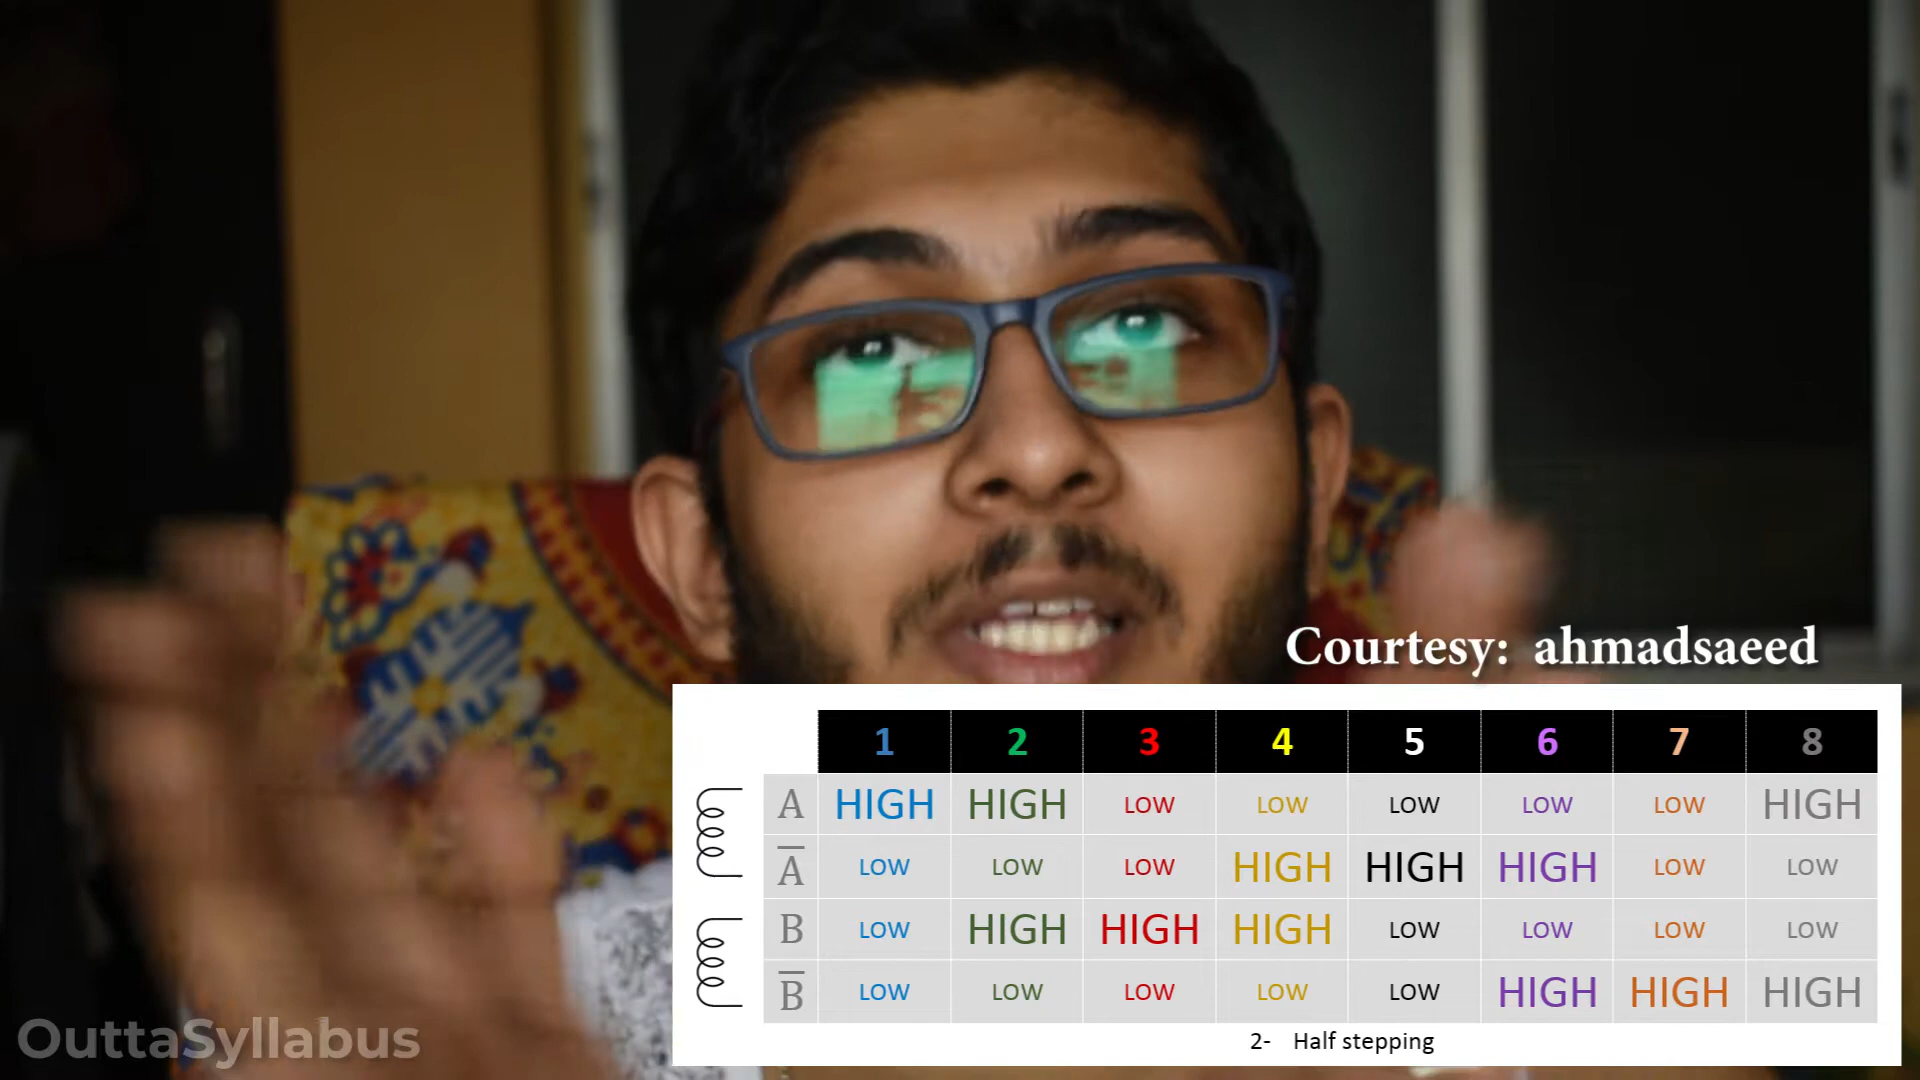 Courtesy: ahmadsaeed
1 2 3 4 5 6 7 8
A HIGH HIGH LOW LOW LOW LOW LOW HIGH
A̅ LOW LOW LOW HIGH HIGH HIGH LOW LOW
B LOW HIGH HIGH HIGH LOW LOW LOW LOW
B̅ LOW LOW LOW LOW LOW HIGH HIGH HIGH
2- Half stepping
OuttaSyllabus